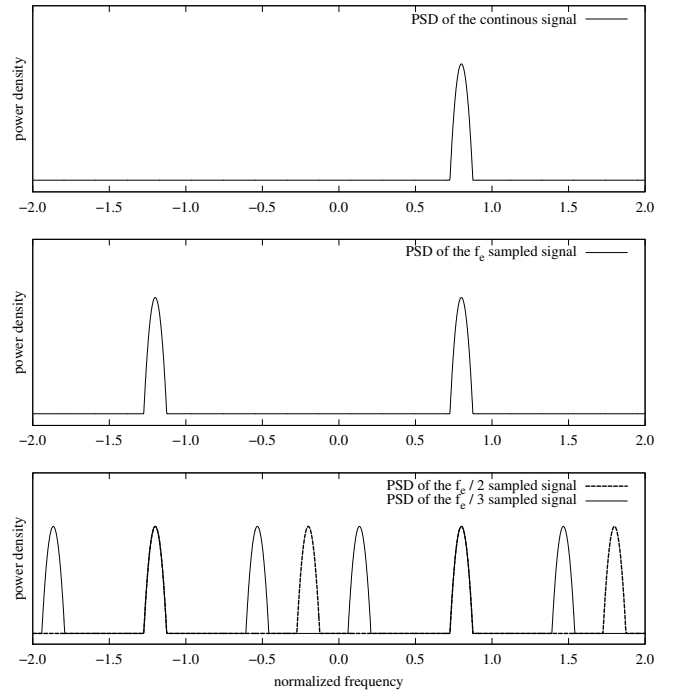 PSD of the continous signal
power density
−2.0 −1.5 −1.0 −0.5 0.0 0.5 1.0 1.5 2.0
PSD of the fe sampled signal
power density
−2.0 −1.5 −1.0 −0.5 0.0 0.5 1.0 1.5 2.0
PSD of the fe / 2 sampled signal
PSD of the fe / 3 sampled signal
power density
−2.0 −1.5 −1.0 −0.5 0.0 0.5 1.0 1.5 2.0
normalized frequency